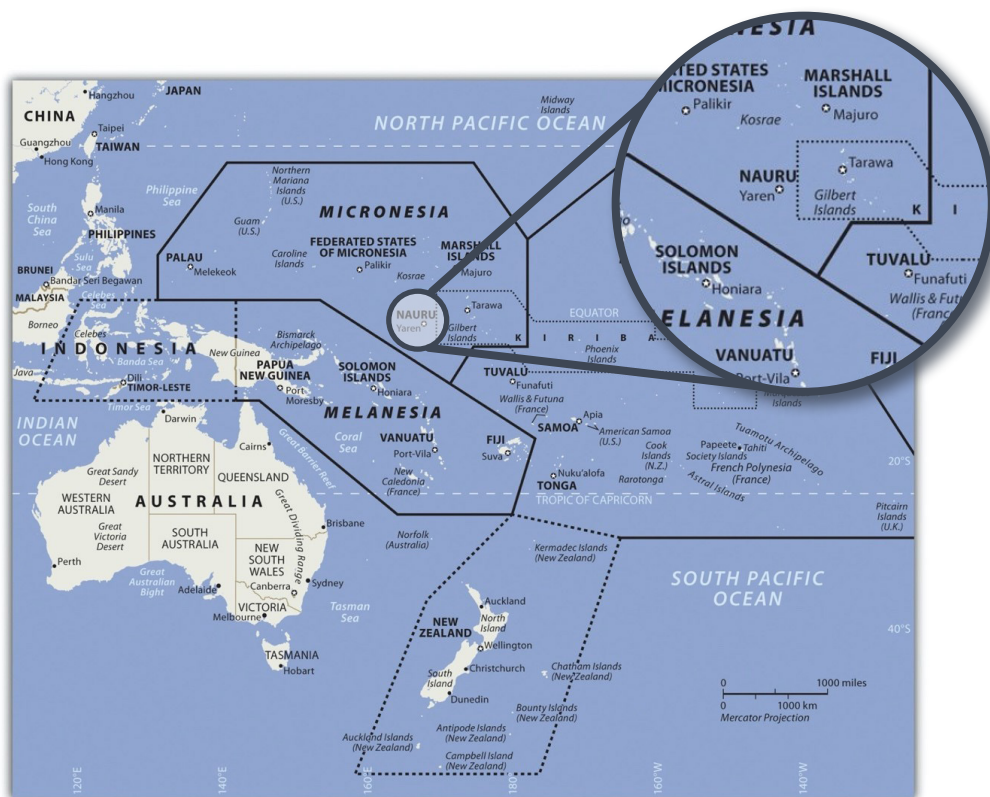 JAPAN
Hangzhou
CHINA
Taipei
Guangzhou
TAIWAN
Hong Kong
Midway
Islands
NORTH PACIFIC OCEAN
Philippine
Sea
South
China
Sea
Manila
PHILIPPINES
Sulu
Sea
BRUNEI
Bandar Seri Begawan
MALAYSIA
Celebes
Sea
Borneo
Celebes
INDONESIA
Banda Sea
Java
Dili
TIMOR-LESTE
Timor Sea
INDIAN
OCEAN
Northern
Mariana
Islands
(U.S.)
MICRONESIA
Guam
(U.S.)
PALAU
Melekeok
Caroline
Islands
FEDERATED STATES
OF MICRONESIA
Palikir
Kosrae
MARSHALL
ISLANDS
Majuro
NAURU
Yaren
Tarawa
Gilbert
Islands
EQUATOR
KIRIBA
Phoenix
Islands
New Guinea
Bismarck
Archipelago
PAPUA
NEW GUINEA
Port
Moresby
SOLOMON
ISLANDS
Honiara
MELANESIA
TUVALU
Funafuti
Wallis & Futuna
(France)
SAMOA
Apia
American Samoa
(U.S.)
VANUATU
Port-Vila
FIJI
Suva
New
Caledonia
(France)
Coral
Sea
Great Barrier Reef
Nuku'alofa
TONGA
Cook
Islands
(N.Z.)
Rarotonga
Papeete
Tahiti
Society Islands
French Polynesia
(France)
Tuamotu Archipelago
Astral Islands
Islands
20°S
TROPIC OF CAPRICORN
Pitcairn
Islands
(U.K.)
Darwin
Cairns
NORTHERN
TERRITORY
QUEENSLAND
Great Sandy
Desert
WESTERN
AUSTRALIA
AUSTRALIA
Great
Victoria
Desert
SOUTH
AUSTRALIA
Great Dividing Range
Brisbane
NEW
SOUTH
WALES
Perth
Great
Australian
Bight
Adelaide
Canberra
Sydney
VICTORIA
Melbourne
TASMANIA
Hobart
Tasman
Sea
Norfolk
(Australia)
Kermadec Islands
(New Zealand)
SOUTH PACIFIC
OCEAN
40°S
Auckland
North
Island
NEW
ZEALAND
Wellington
South
Island
Christchurch
Dunedin
Chatham Islands
(New Zealand)
Bounty Islands
(New Zealand)
Antipode Islands
(New Zealand)
Auckland Islands
(New Zealand)
Campbell Island
(New Zealand)
0
1000 miles
0
1000 km
Mercator Projection
120°E
140°E
160°E
180°
160°W
140°W
NESIA
TED STATES
MICRONESIA
Palikir
Kosrae
MARSHALL
ISLANDS
Majuro
NAURU
Yaren
Tarawa
Gilbert
Islands
K I
SOLOMON
ISLANDS
Honiara
TUVALU
Funafuti
Wallis & Futu
(Franc
ELANESIA
VANUATU
Port-Vila
FIJI